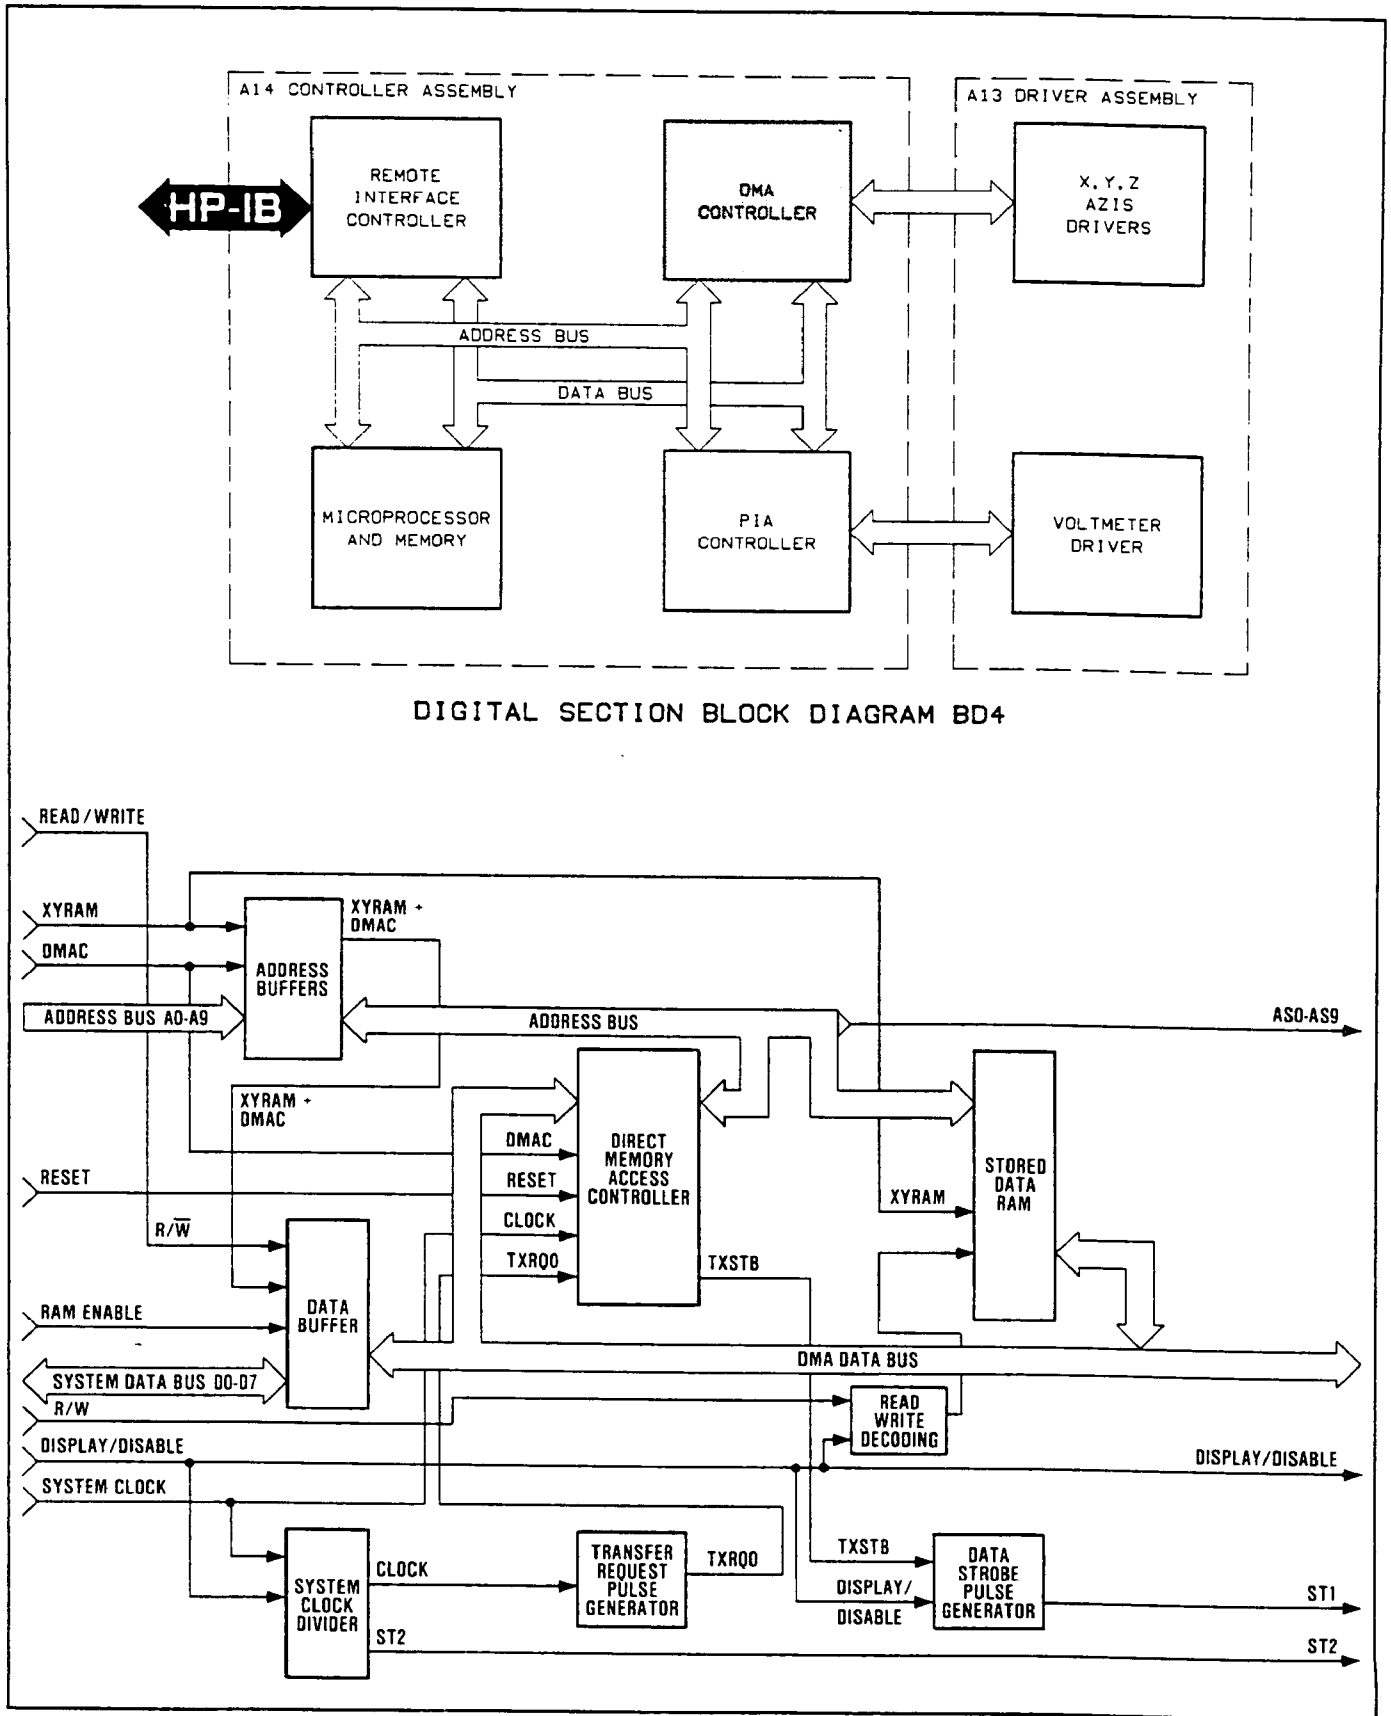 A14 CONTROLLER ASSEMBLY
A13 DRIVER ASSEMBLY
HP-IB
REMOTE
INTERFACE
CONTROLLER
DMA
CONTROLLER
X,Y,Z
AZIS
DRIVERS
ADDRESS BUS
DATA BUS
MICROPROCESSOR
AND MEMORY
PIA
CONTROLLER
VOLTMETER
DRIVER
DIGITAL SECTION BLOCK DIAGRAM BD4
READ/WRITE
XYRAM
DMAC
ADDRESS BUS A0-A9
ADDRESS
BUFFERS
XYRAM +
DMAC
ADDRESS BUS
AS0-AS9
XYRAM +
DMAC
DMAC
RESET
CLOCK
TXRQ0
DIRECT
MEMORY
ACCESS
CONTROLLER
TXSTB
XYRAM
STORED
DATA
RAM
RESET
R/W̅
RAM ENABLE
DATA
BUFFER
SYSTEM DATA BUS D0-D7
DMA DATA BUS
R/W
READ
WRITE
DECODING
DISPLAY/DISABLE
DISPLAY/DISABLE
SYSTEM CLOCK
SYSTEM
CLOCK
DIVIDER
CLOCK
ST2
TRANSFER
REQUEST
PULSE
GENERATOR
TXRQ0
TXSTB
DISPLAY/
DISABLE
DATA
STROBE
PULSE
GENERATOR
ST1
ST2